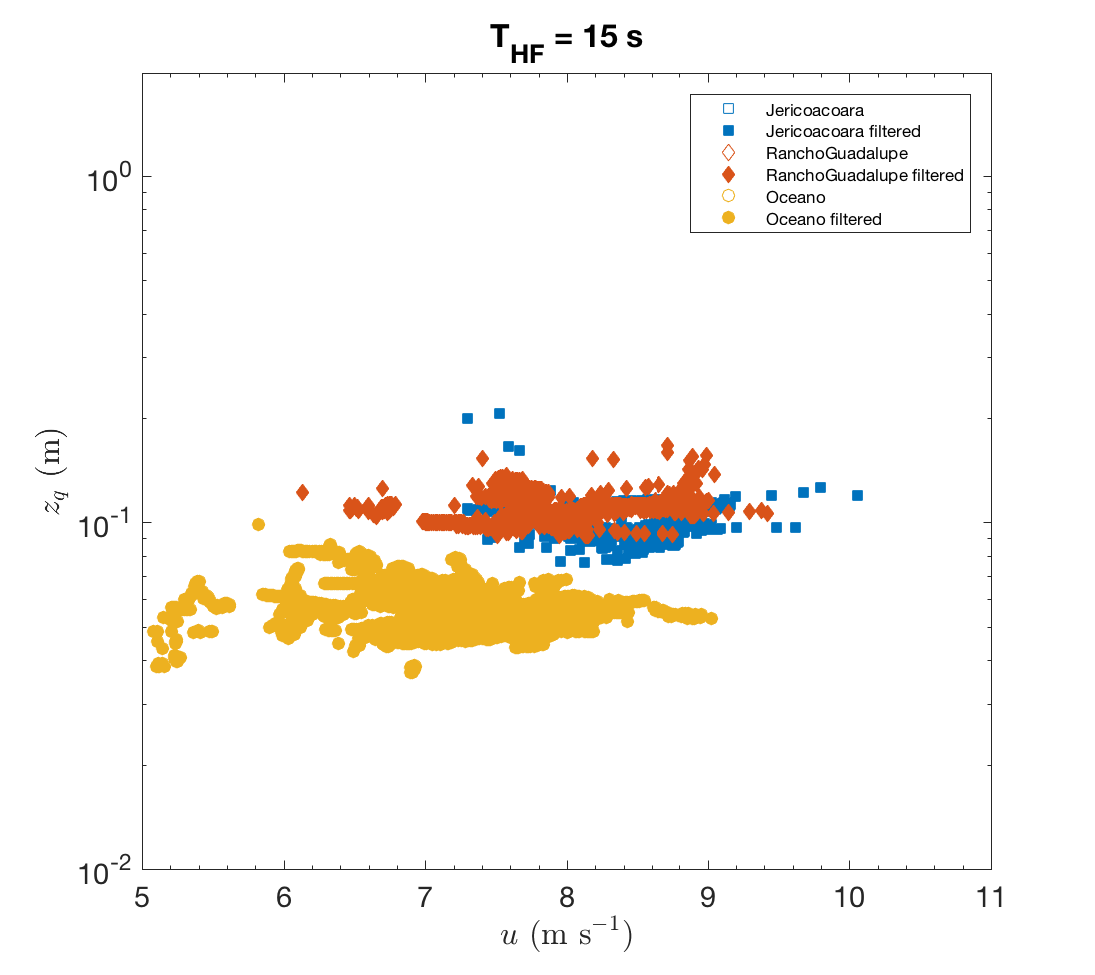 T_HF = 15 s
Jericoacoara
Jericoacoara filtered
RanchoGuadalupe
RanchoGuadalupe filtered
Oceano
Oceano filtered
10^0
10^-1
10^-2
z_q (m)
5 6 7 8 9 10 11
u (m s^−1)